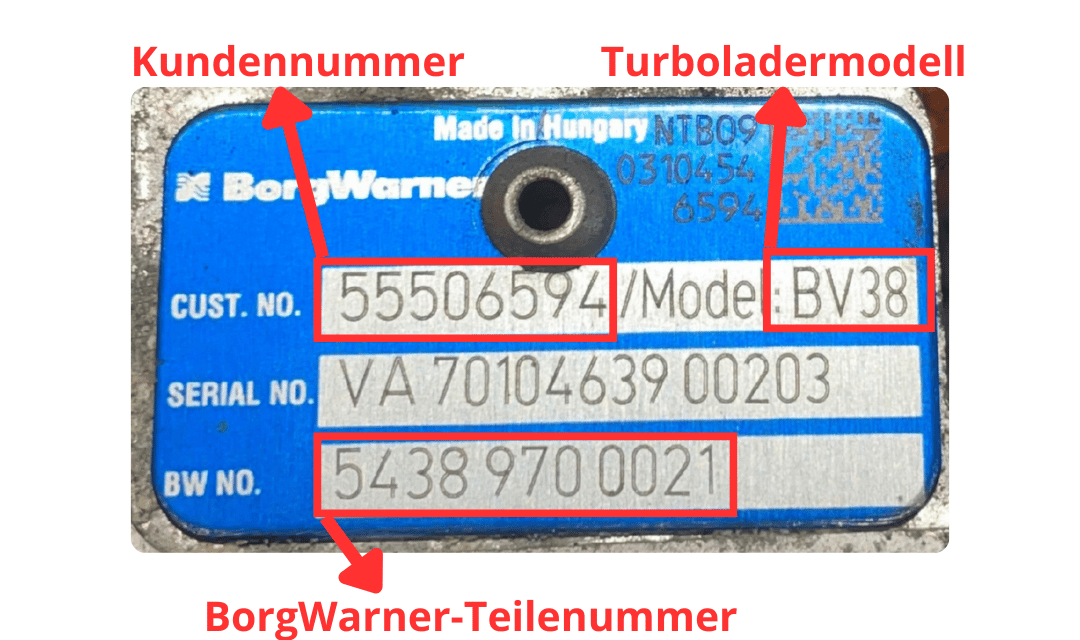 Kundennummer
Turboladermodell
Made in Hungary
NTB09
0310454
6594
BorgWarner
CUST. NO. 55506594/Model: BV38
SERIAL NO. VA 70104639 00203
BW NO. 5438 970 0021
BorgWarner-Teilenummer